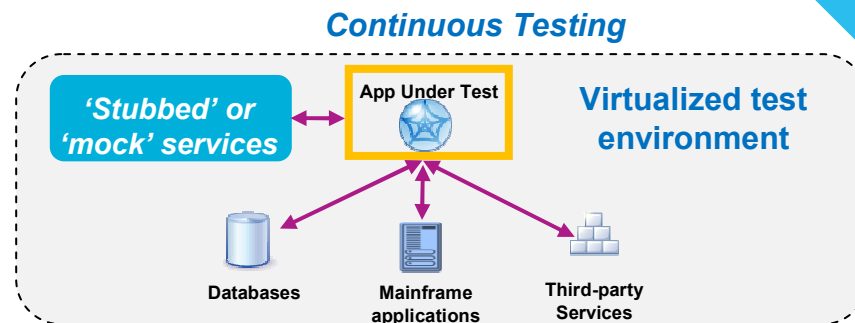 Continuous Testing
‘Stubbed’ or
‘mock’ services
App Under Test
Virtualized test
environment
Databases
Mainframe
applications
Third-party
Services